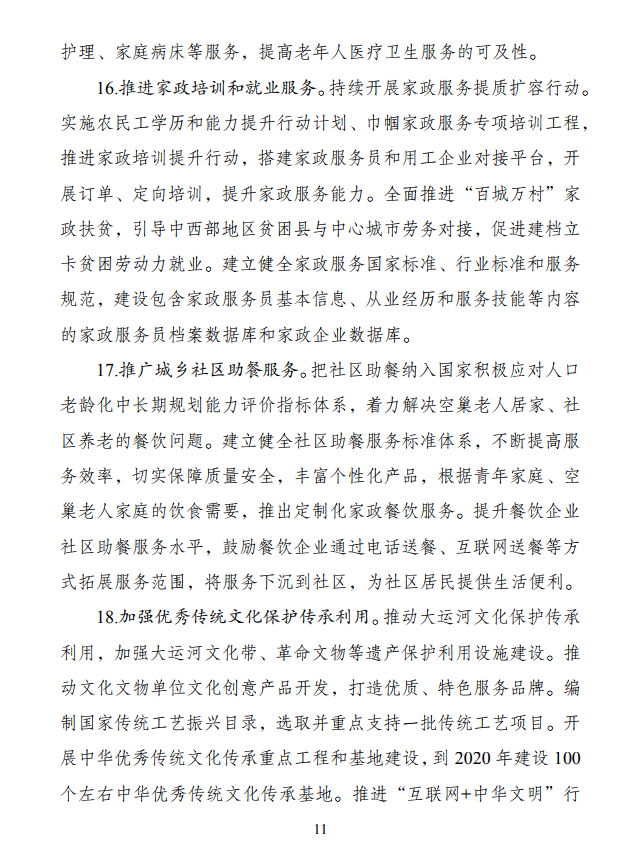 护理、家庭病床等服务，提高老年人医疗卫生服务的可及性。
16.推进家政培训和就业服务。持续开展家政服务提质扩容行动。
实施农民工学历和能力提升行动计划、巾帼家政服务专项培训工程，
推进家政培训提升行动，搭建家政服务员和用工企业对接平台，开
展订单、定向培训，提升家政服务能力。全面推进“百城万村”家
政扶贫，引导中西部地区贫困县与中心城市劳务对接，促进建档立
卡贫困劳动力就业。建立健全家政服务国家标准、行业标准和服务
规范，建设包含家政服务员基本信息、从业经历和服务技能等内容
的家政服务员档案数据库和家政企业数据库。
17.推广城乡社区助餐服务。把社区助餐纳入国家积极应对人口
老龄化中长期规划能力评价指标体系，着力解决空巢老人居家、社
区养老的餐饮问题。建立健全社区助餐服务标准体系，不断提高服
务效率，切实保障质量安全，丰富个性化产品，根据青年家庭、空
巢老人家庭的饮食需要，推出定制化家政餐饮服务。提升餐饮企业
社区助餐服务水平，鼓励餐饮企业通过电话送餐、互联网送餐等方
式拓展服务范围，将服务下沉到社区，为社区居民提供生活便利。
18.加强优秀传统文化保护传承利用。推动大运河文化保护传承
利用，加强大运河文化带、革命文物等遗产保护利用设施建设。推
动文化文物单位文化创意产品开发，打造优质、特色服务品牌。编
制国家传统工艺振兴目录，选取并重点支持一批传统工艺项目。开
展中华优秀传统文化传承重点工程和基地建设，到 2020 年建设 100
个左右中华优秀传统文化传承基地。推进“互联网+中华文明”行
11